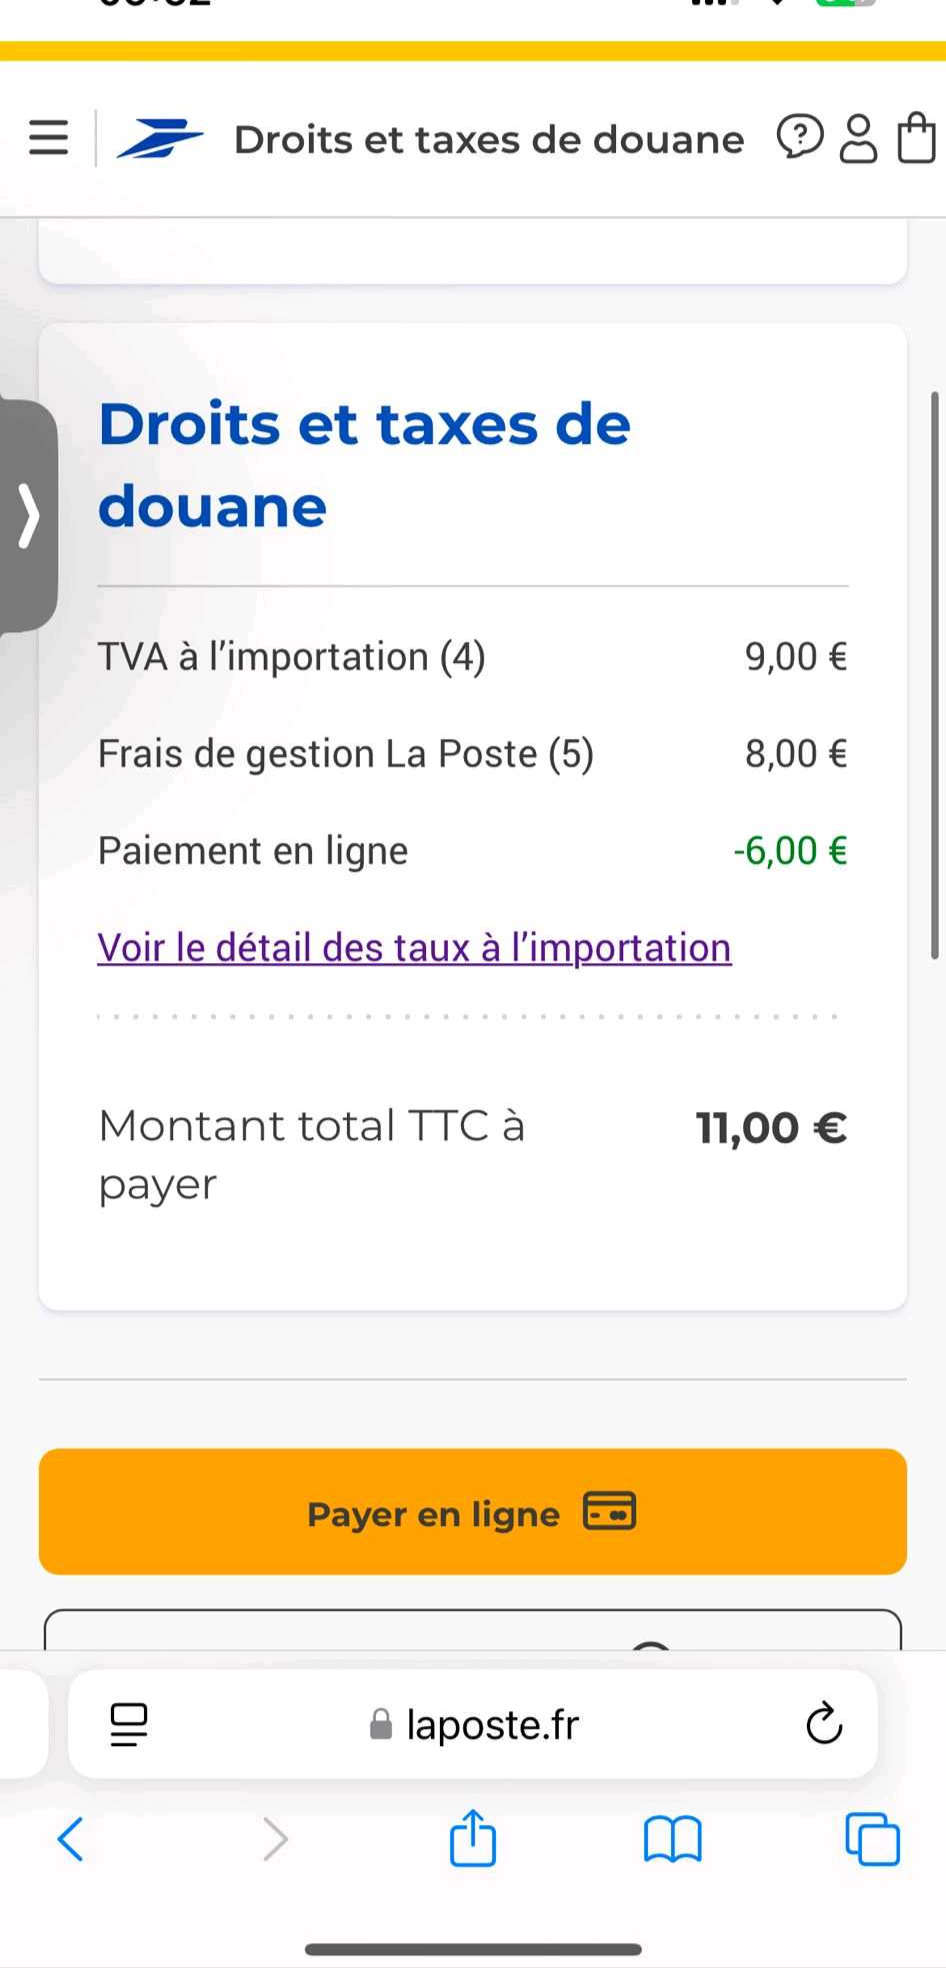 Droits et taxes de douane
Droits et taxes de
douane
TVA à l'importation (4) 9,00 €
Frais de gestion La Poste (5) 8,00 €
Paiement en ligne -6,00 €
Voir le détail des taux à l'importation
Montant total TTC à 11,00 €
payer
Payer en ligne
laposte.fr